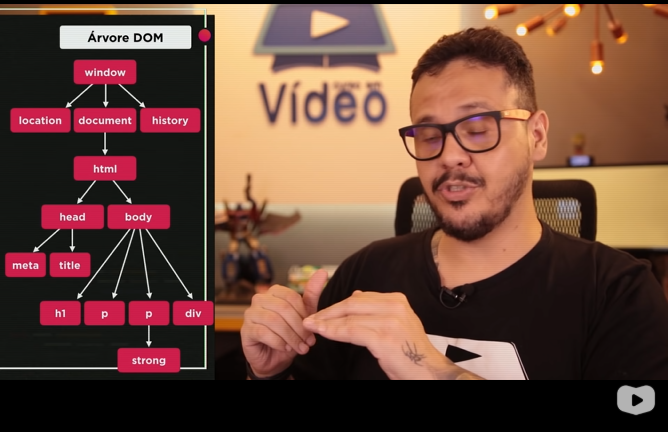 Árvore DOM
window
location document history
html
head body
meta title
h1 p p div
strong
Vídeo